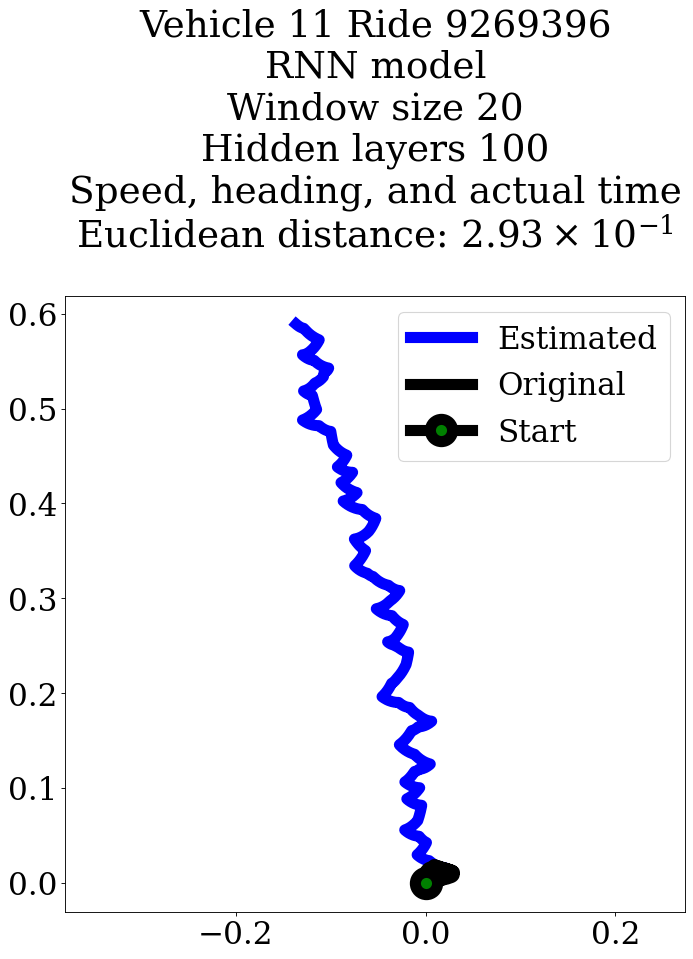 Vehicle 11 Ride 9269396
RNN model
Window size 20
Hidden layers 100
Speed, heading, and actual time
Euclidean distance: 2.93 × 10⁻¹
Estimated
Original
Start
0.6
0.5
0.4
0.3
0.2
0.1
0.0
−0.2 0.0 0.2